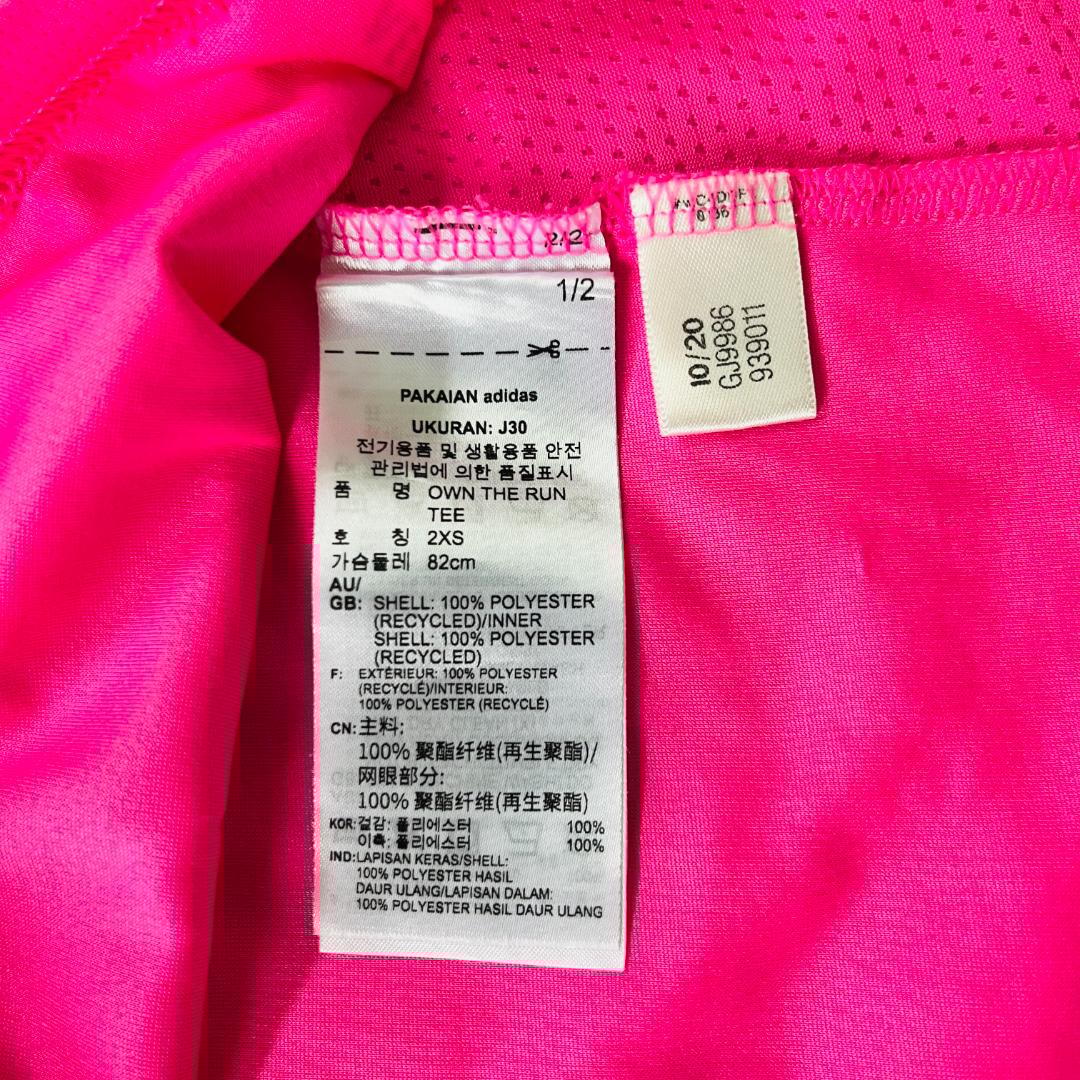 2/2
1/2
PAKAIAN adidas
UKURAN: J30
전기용품 및 생활용품 안전
관리법에 의한 품질표시
품 명 OWN THE RUN
TEE
호 칭 2XS
가슴둘레 82cm
AU/
GB: SHELL: 100% POLYESTER
(RECYCLED)/INNER
SHELL: 100% POLYESTER
(RECYCLED)
F: EXTÉRIEUR: 100% POLYESTER
(RECYCLÉ)/INTERIEUR:
100% POLYESTER (RECYCLÉ)
CN: 主料:
100% 聚酯纤维(再生聚酯)/
网眼部分:
100% 聚酯纤维(再生聚酯)
KOR: 겉감: 폴리에스터 100%
이측: 폴리에스터 100%
IND: LAPISAN KERAS/SHELL:
100% POLYESTER HASIL
DAUR ULANG/LAPISAN DALAM:
100% POLYESTER HASIL DAUR ULANG
10/20
GJ9986
939011